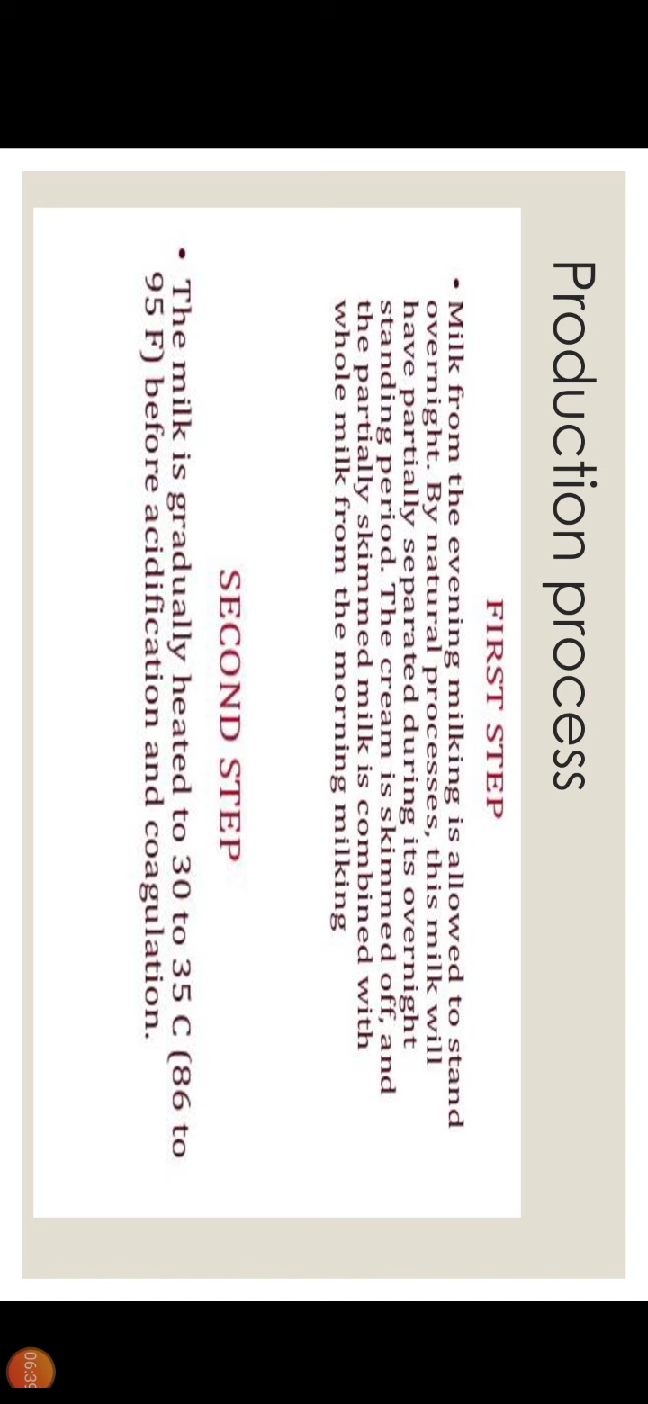 Production process
FIRST STEP
• Milk from the evening milking is allowed to stand
overnight. By natural processes, this milk will
have partially separated during its overnight
standing period. The cream is skimmed off, and
the partially skimmed milk is combined with
whole milk from the morning milking
SECOND STEP
• The milk is gradually heated to 30 to 35 C (86 to
95 F) before acidification and coagulation.